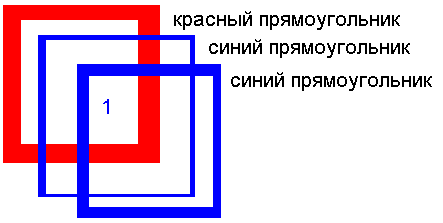 красный прямоугольник
синий прямоугольник
синий прямоугольник
1